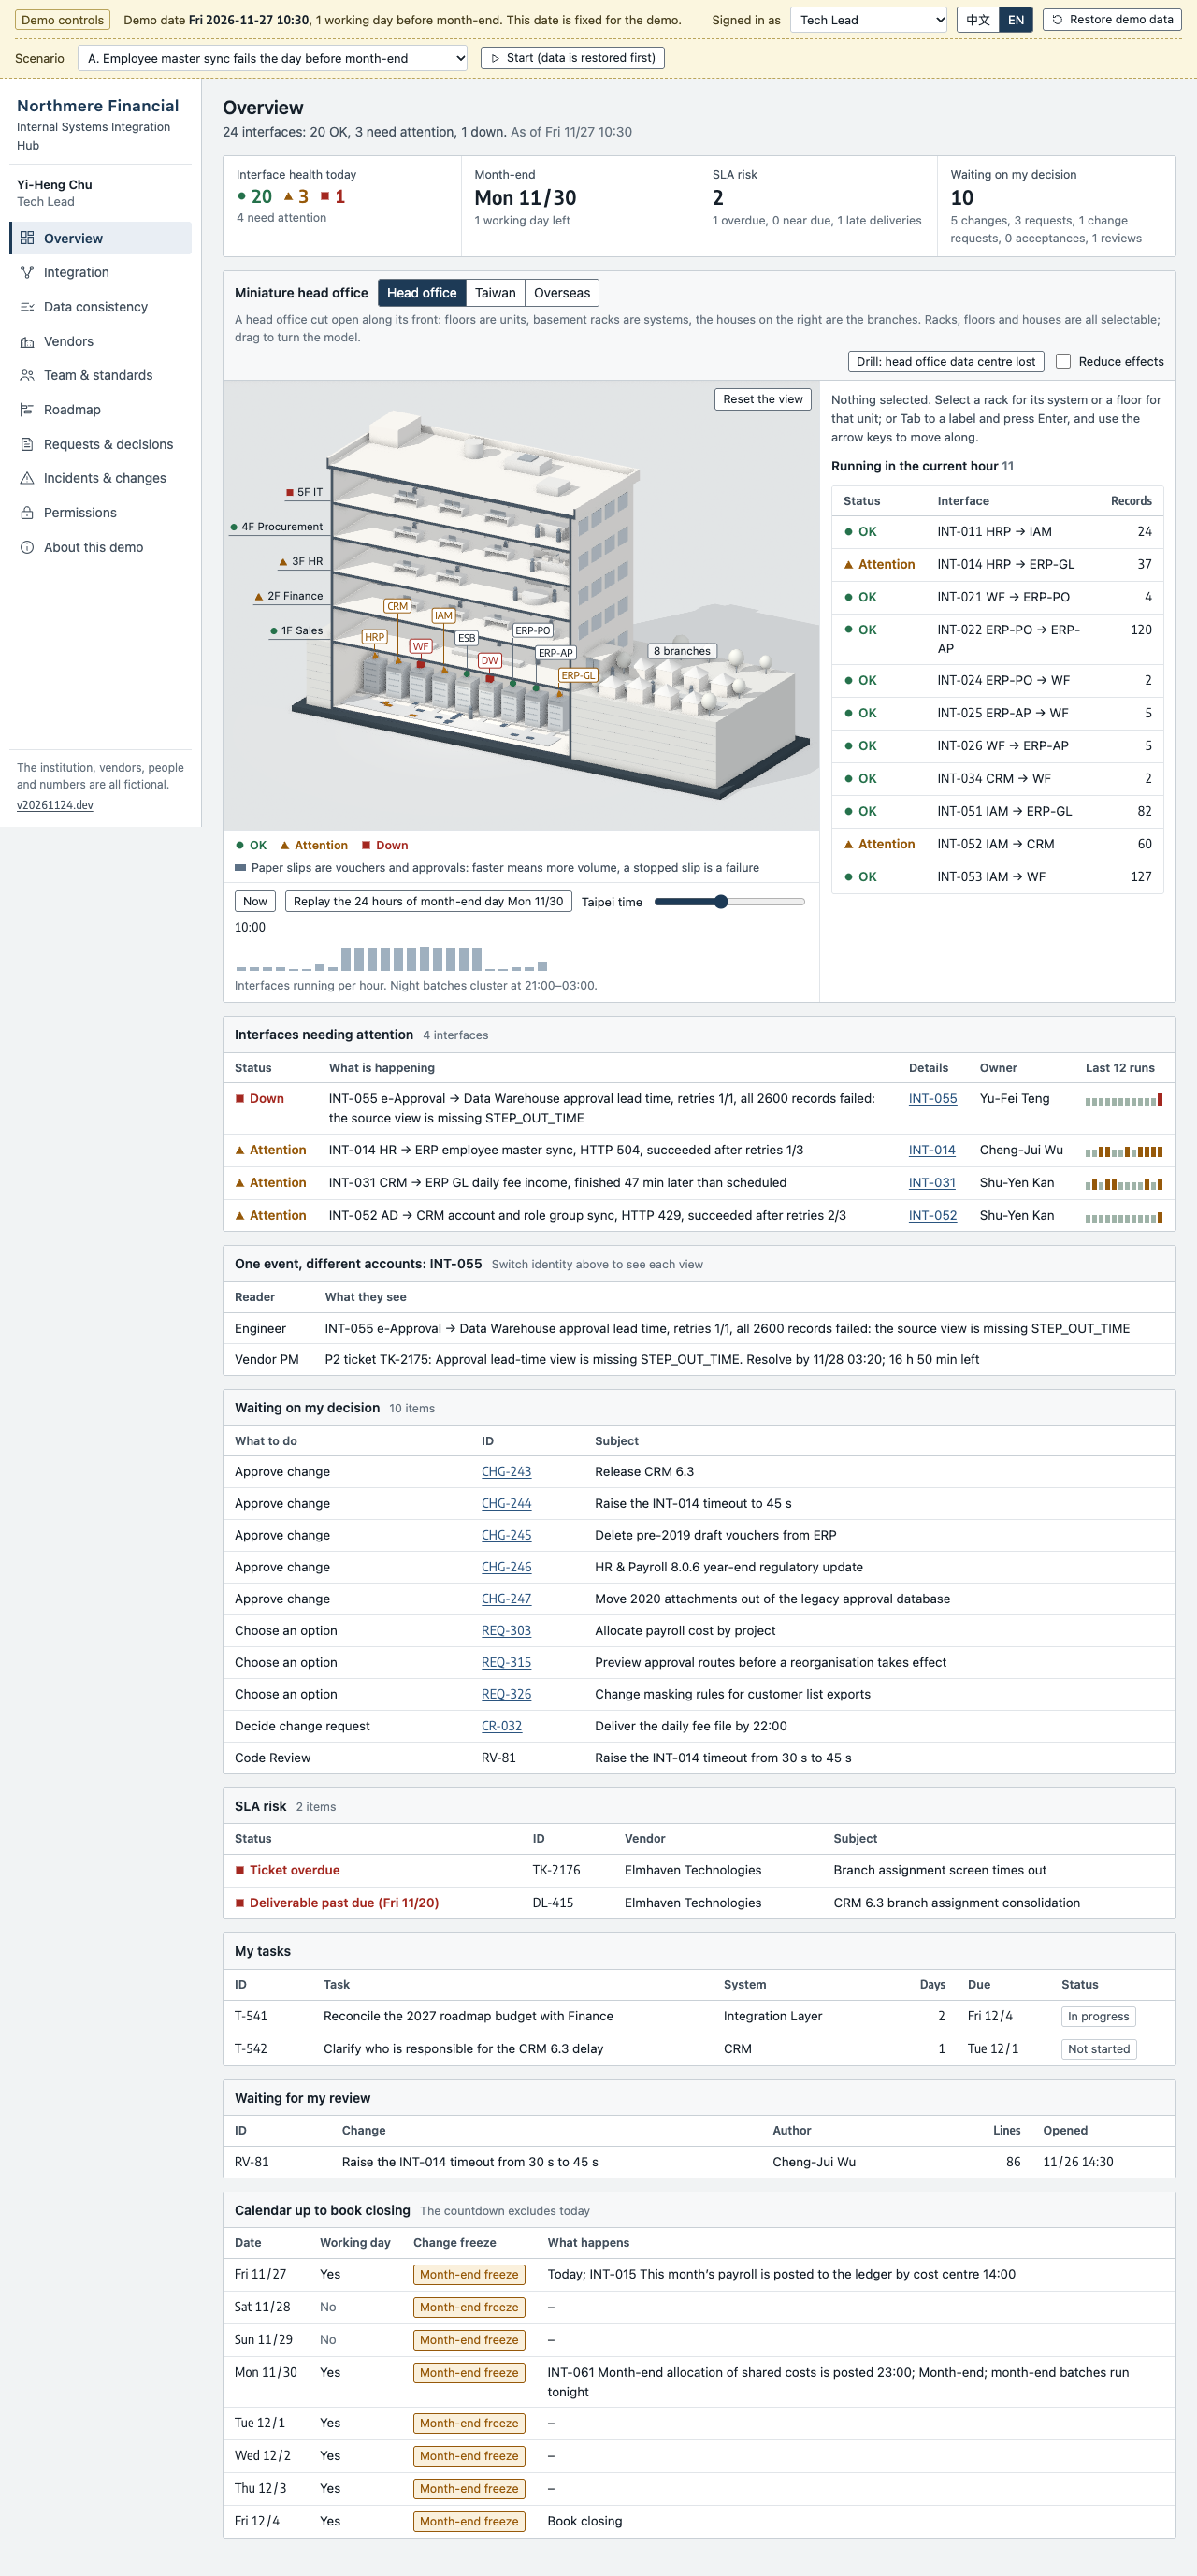 Demo controls Demo date Fri 2026-11-27 10:30, 1 working day before month-end. This date is fixed for the demo. Signed in as Tech Lead 中文 EN Restore demo data
Scenario A. Employee master sync fails the day before month-end Start (data is restored first)
Northmere Financial
Internal Systems Integration
Hub
Yi-Heng Chu
Tech Lead
Overview
Integration
Data consistency
Vendors
Team & standards
Roadmap
Requests & decisions
Incidents & changes
Permissions
About this demo
The institution, vendors, people
and numbers are all fictional.
v20261124.dev
Overview
24 interfaces: 20 OK, 3 need attention, 1 down. As of Fri 11/27 10:30
Interface health today
20 3 1
4 need attention
Month-end
Mon 11/30
1 working day left
SLA risk
2
1 overdue, 0 near due, 1 late deliveries
Waiting on my decision
10
5 changes, 3 requests, 1 change
requests, 0 acceptances, 1 reviews
Miniature head office Head office Taiwan Overseas
A head office cut open along its front: floors are units, basement racks are systems, the houses on the right are the branches. Racks, floors and houses are all selectable;
drag to turn the model.
Drill: head office data centre lost Reduce effects
Reset the view
5F IT
4F Procurement
3F HR
2F Finance
1F Sales
CRM
IAM
HRP
WF
ESB
ERP-PO
DW
ERP-AP
ERP-GL
8 branches
OK Attention Down
Paper slips are vouchers and approvals: faster means more volume, a stopped slip is a failure
Now Replay the 24 hours of month-end day Mon 11/30 Taipei time
10:00
Interfaces running per hour. Night batches cluster at 21:00–03:00.
Nothing selected. Select a rack for its system or a floor for
that unit; or Tab to a label and press Enter, and use the
arrow keys to move along.
Running in the current hour 11
Status Interface Records
OK INT-011 HRP → IAM 24
Attention INT-014 HRP → ERP-GL 37
OK INT-021 WF → ERP-PO 4
OK INT-022 ERP-PO → ERP-
AP 120
OK INT-024 ERP-PO → WF 2
OK INT-025 ERP-AP → WF 5
OK INT-026 WF → ERP-AP 5
OK INT-034 CRM → WF 2
OK INT-051 IAM → ERP-GL 82
Attention INT-052 IAM → CRM 60
OK INT-053 IAM → WF 127
Interfaces needing attention 4 interfaces
Status What is happening Details Owner Last 12 runs
Down INT-055 e-Approval → Data Warehouse approval lead time, retries 1/1, all 2600 records failed:
the source view is missing STEP_OUT_TIME INT-055 Yu-Fei Teng
Attention INT-014 HR → ERP employee master sync, HTTP 504, succeeded after retries 1/3 INT-014 Cheng-Jui Wu
Attention INT-031 CRM → ERP GL daily fee income, finished 47 min later than scheduled INT-031 Shu-Yen Kan
Attention INT-052 AD → CRM account and role group sync, HTTP 429, succeeded after retries 2/3 INT-052 Shu-Yen Kan
One event, different accounts: INT-055 Switch identity above to see each view
Reader What they see
Engineer INT-055 e-Approval → Data Warehouse approval lead time, retries 1/1, all 2600 records failed: the source view is missing STEP_OUT_TIME
Vendor PM P2 ticket TK-2175: Approval lead-time view is missing STEP_OUT_TIME. Resolve by 11/28 03:20; 16 h 50 min left
Waiting on my decision 10 items
What to do ID Subject
Approve change CHG-243 Release CRM 6.3
Approve change CHG-244 Raise the INT-014 timeout to 45 s
Approve change CHG-245 Delete pre-2019 draft vouchers from ERP
Approve change CHG-246 HR & Payroll 8.0.6 year-end regulatory update
Approve change CHG-247 Move 2020 attachments out of the legacy approval database
Choose an option REQ-303 Allocate payroll cost by project
Choose an option REQ-315 Preview approval routes before a reorganisation takes effect
Choose an option REQ-326 Change masking rules for customer list exports
Decide change request CR-032 Deliver the daily fee file by 22:00
Code Review RV-81 Raise the INT-014 timeout from 30 s to 45 s
SLA risk 2 items
Status ID Vendor Subject
Ticket overdue TK-2176 Elmhaven Technologies Branch assignment screen times out
Deliverable past due (Fri 11/20) DL-415 Elmhaven Technologies CRM 6.3 branch assignment consolidation
My tasks
ID Task System Days Due Status
T-541 Reconcile the 2027 roadmap budget with Finance Integration Layer 2 Fri 12/4 In progress
T-542 Clarify who is responsible for the CRM 6.3 delay CRM 1 Tue 12/1 Not started
Waiting for my review
ID Change Author Lines Opened
RV-81 Raise the INT-014 timeout from 30 s to 45 s Cheng-Jui Wu 86 11/26 14:30
Calendar up to book closing The countdown excludes today
Date Working day Change freeze What happens
Fri 11/27 Yes Month-end freeze Today; INT-015 This month's payroll is posted to the ledger by cost centre 14:00
Sat 11/28 No Month-end freeze –
Sun 11/29 No Month-end freeze –
Mon 11/30 Yes Month-end freeze INT-061 Month-end allocation of shared costs is posted 23:00; Month-end; month-end batches run
tonight
Tue 12/1 Yes Month-end freeze –
Wed 12/2 Yes Month-end freeze –
Thu 12/3 Yes Month-end freeze –
Fri 12/4 Yes Month-end freeze Book closing